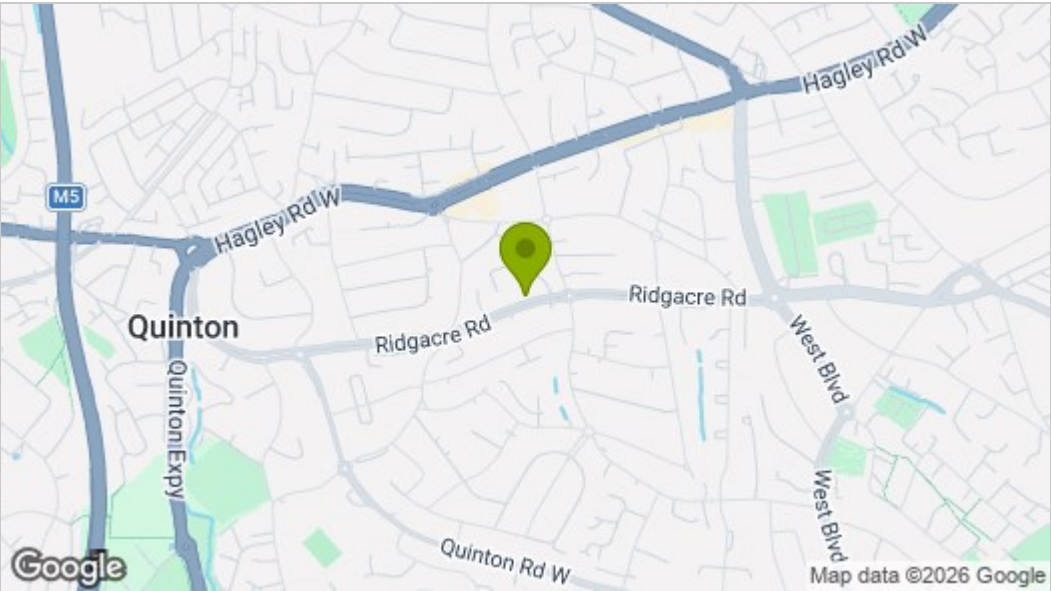 Hagley Rd W
M5
Hagley Rd W
Ridgacre Rd
Quinton
Ridgacre Rd
West Blvd
Quinton Expy
West Blvd
Quinton Rd W
Google
Map data ©2026 Google